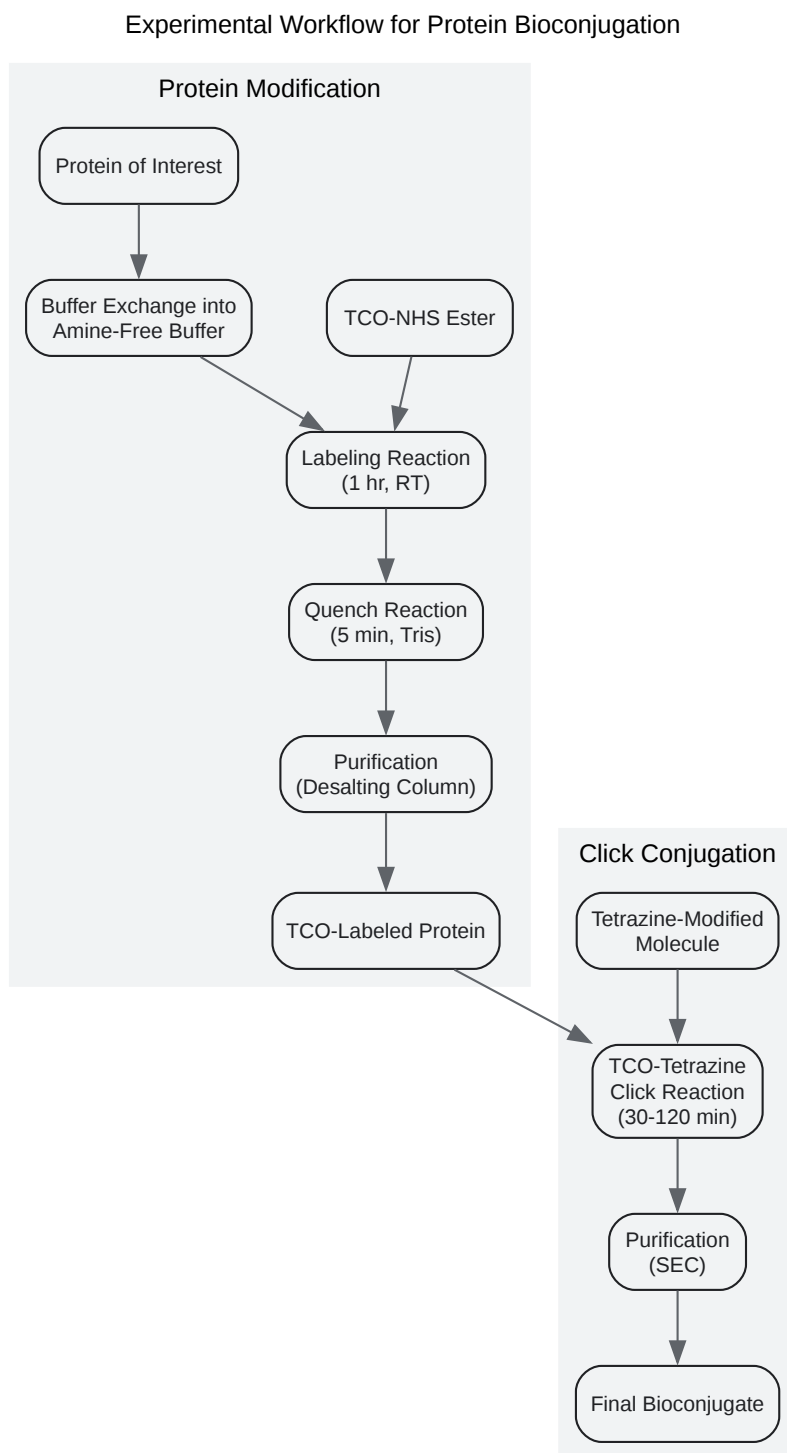 Experimental Workflow for Protein Bioconjugation
Protein Modification
Protein of Interest
Buffer Exchange into
Amine-Free Buffer
TCO-NHS Ester
Labeling Reaction
(1 hr, RT)
Quench Reaction
(5 min, Tris)
Purification
(Desalting Column)
TCO-Labeled Protein
Click Conjugation
Tetrazine-Modified
Molecule
TCO-Tetrazine
Click Reaction
(30-120 min)
Purification
(SEC)
Final Bioconjugate